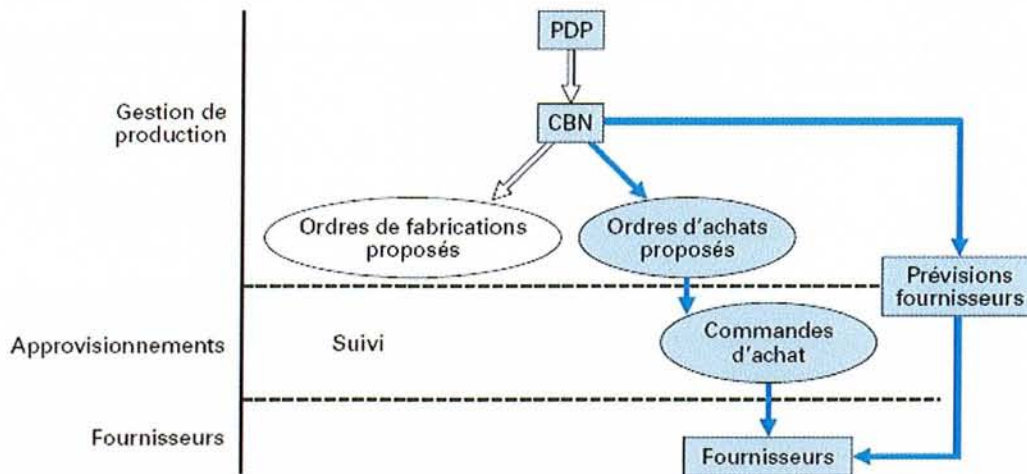 PDP
Gestion de
production
CBN
Ordres de fabrications
proposés
Ordres d'achats
proposés
Prévisions
fournisseurs
Approvisionnements
Suivi
Commandes
d'achat
Fournisseurs
Fournisseurs